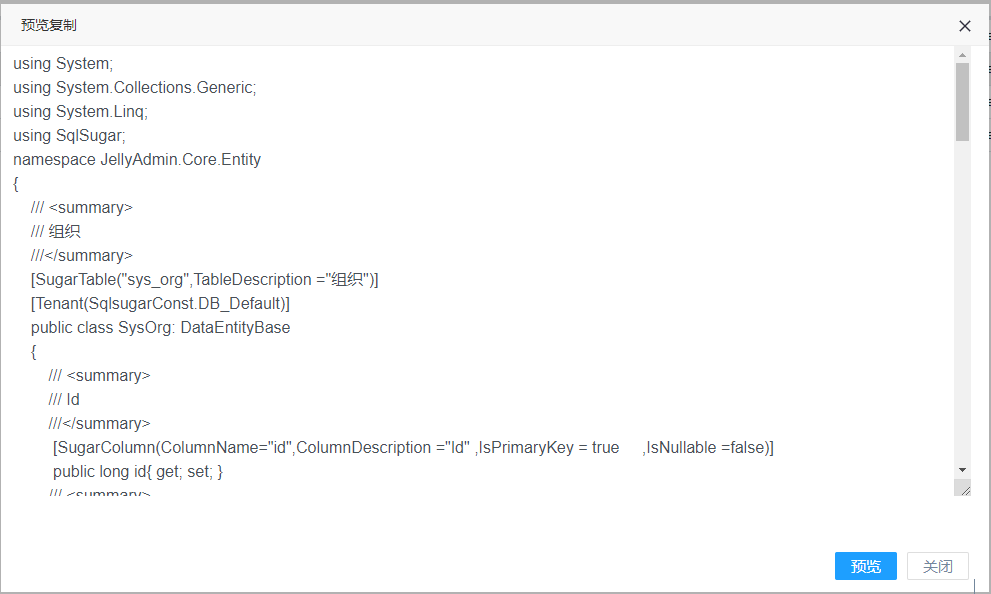 预览复制
using System;
using System.Collections.Generic;
using System.Linq;
using SqlSugar;
namespace JellyAdmin.Core.Entity
{
/// <summary>
/// 组织
///</summary>
[SugarTable("sys_org",TableDescription ="组织")]
[Tenant(SqlsugarConst.DB_Default)]
public class SysOrg: DataEntityBase
{
/// <summary>
/// Id
///</summary>
[SugarColumn(ColumnName="id",ColumnDescription ="Id" ,IsPrimaryKey = true ,IsNullable =false)]
public long id{ get; set; }
/// <summary>
预览
关闭